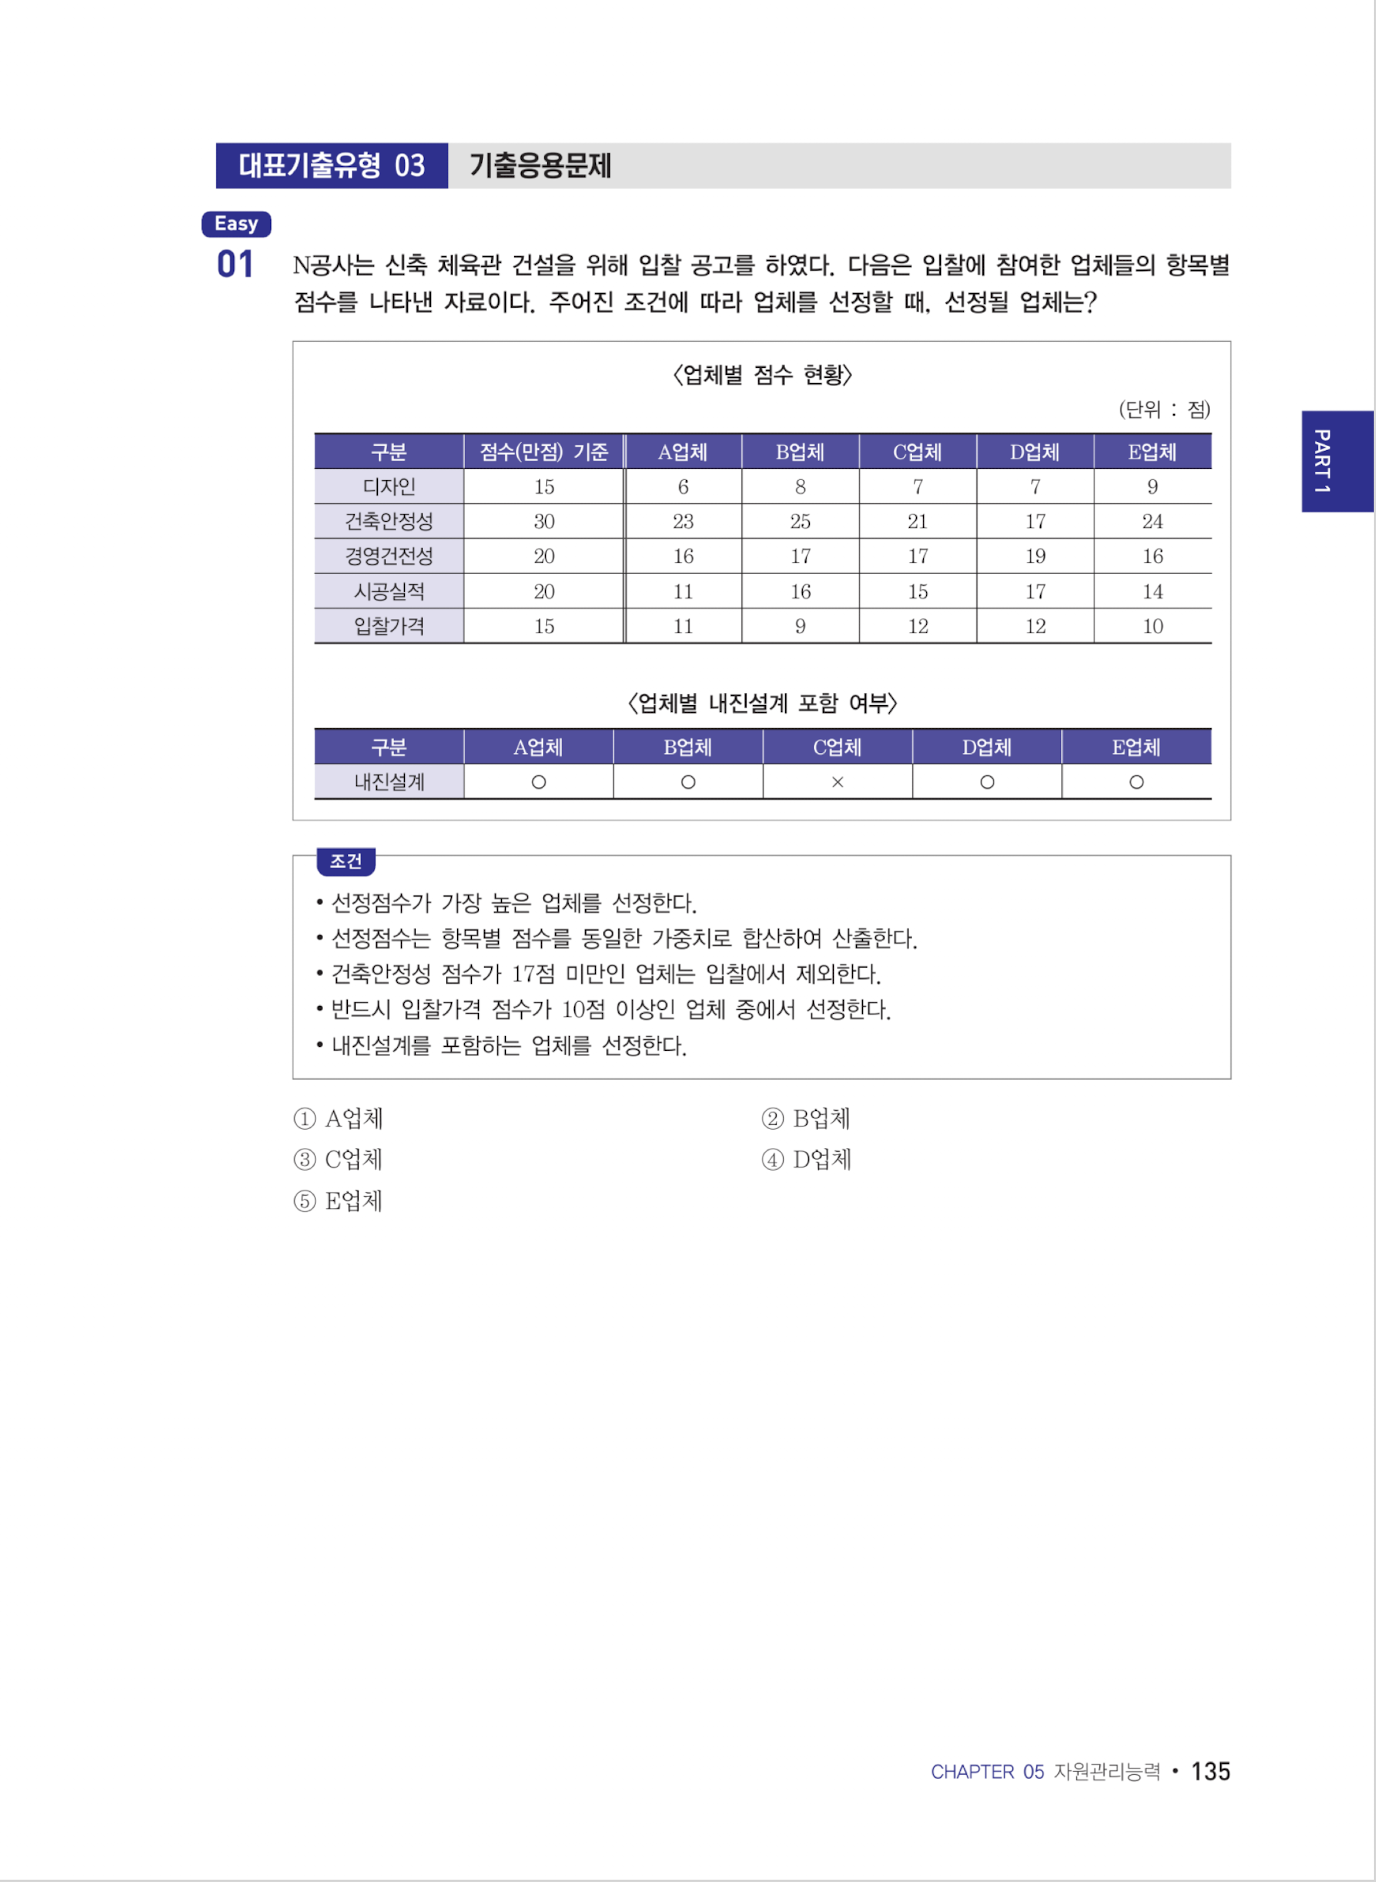 대표기출유형 03 기출응용문제
Easy
01 N공사는 신축 체육관 건설을 위해 입찰 공고를 하였다. 다음은 입찰에 참여한 업체들의 항목별
점수를 나타낸 자료이다. 주어진 조건에 따라 업체를 선정할 때, 선정될 업체는?
〈업체별 점수 현황〉
(단위 : 점)
구분 점수(만점) 기준 A업체 B업체 C업체 D업체 E업체
디자인 15 6 8 7 7 9
건축안정성 30 23 25 21 17 24
경영건전성 20 16 17 17 19 16
시공실적 20 11 16 15 17 14
입찰가격 15 11 9 12 12 10
〈업체별 내진설계 포함 여부〉
구분 A업체 B업체 C업체 D업체 E업체
내진설계 ○ ○ × ○ ○
조건
• 선정점수가 가장 높은 업체를 선정한다.
• 선정점수는 항목별 점수를 동일한 가중치로 합산하여 산출한다.
• 건축안정성 점수가 17점 미만인 업체는 입찰에서 제외한다.
• 반드시 입찰가격 점수가 10점 이상인 업체 중에서 선정한다.
• 내진설계를 포함하는 업체를 선정한다.
① A업체 ② B업체
③ C업체 ④ D업체
⑤ E업체
PART 1
CHAPTER 05 자원관리능력 • 135